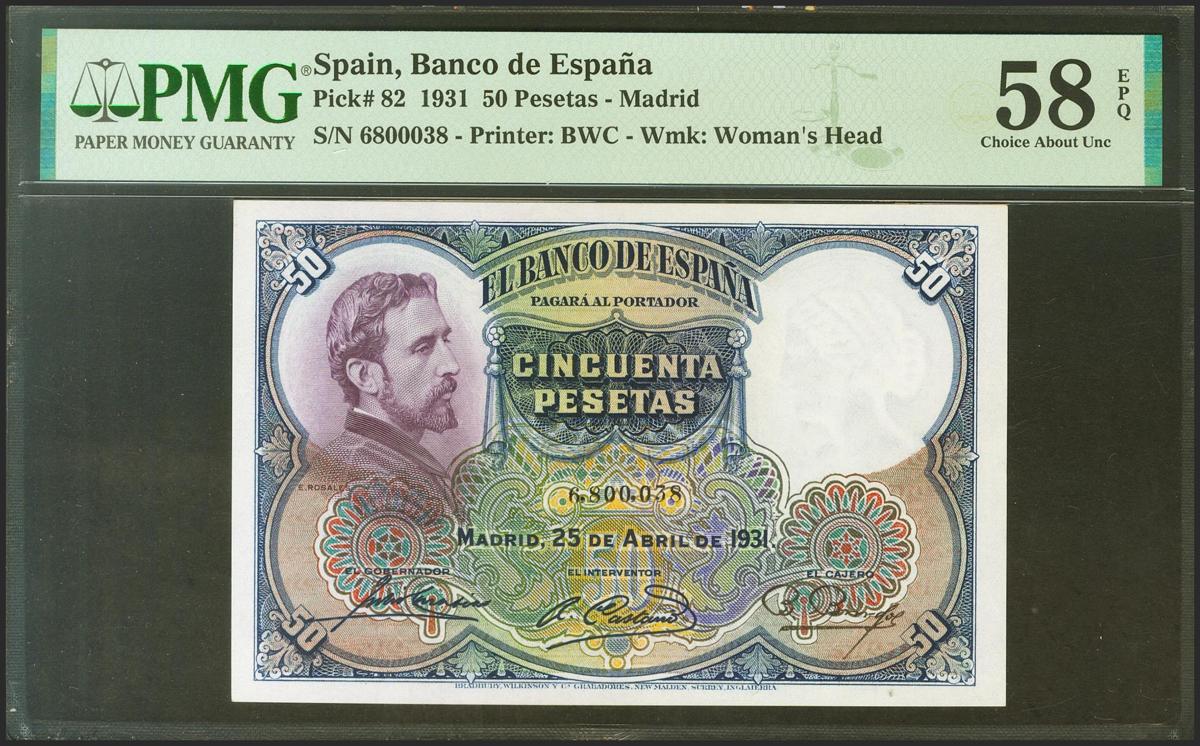 PMG®
PAPER MONEY GUARANTY
Spain, Banco de España
Pick# 82 1931 50 Pesetas - Madrid
S/N 6800038 - Printer: BWC - Wmk: Woman's Head
58
EPQ
Choice About Unc
50
50
EL BANCO DE ESPAÑA
PAGARÁ AL PORTADOR
CINCUENTA
PESETAS
E. ROSALES
6.800.038
MADRID, 25 DE ABRIL DE 1931
EL GOBERNADOR
EL INTERVENTOR
EL CAJERO
50
50
BRADBURY, WILKINSON Y Cª. GRABADORES, NEW MALDEN, SURREY, INGLATERRA